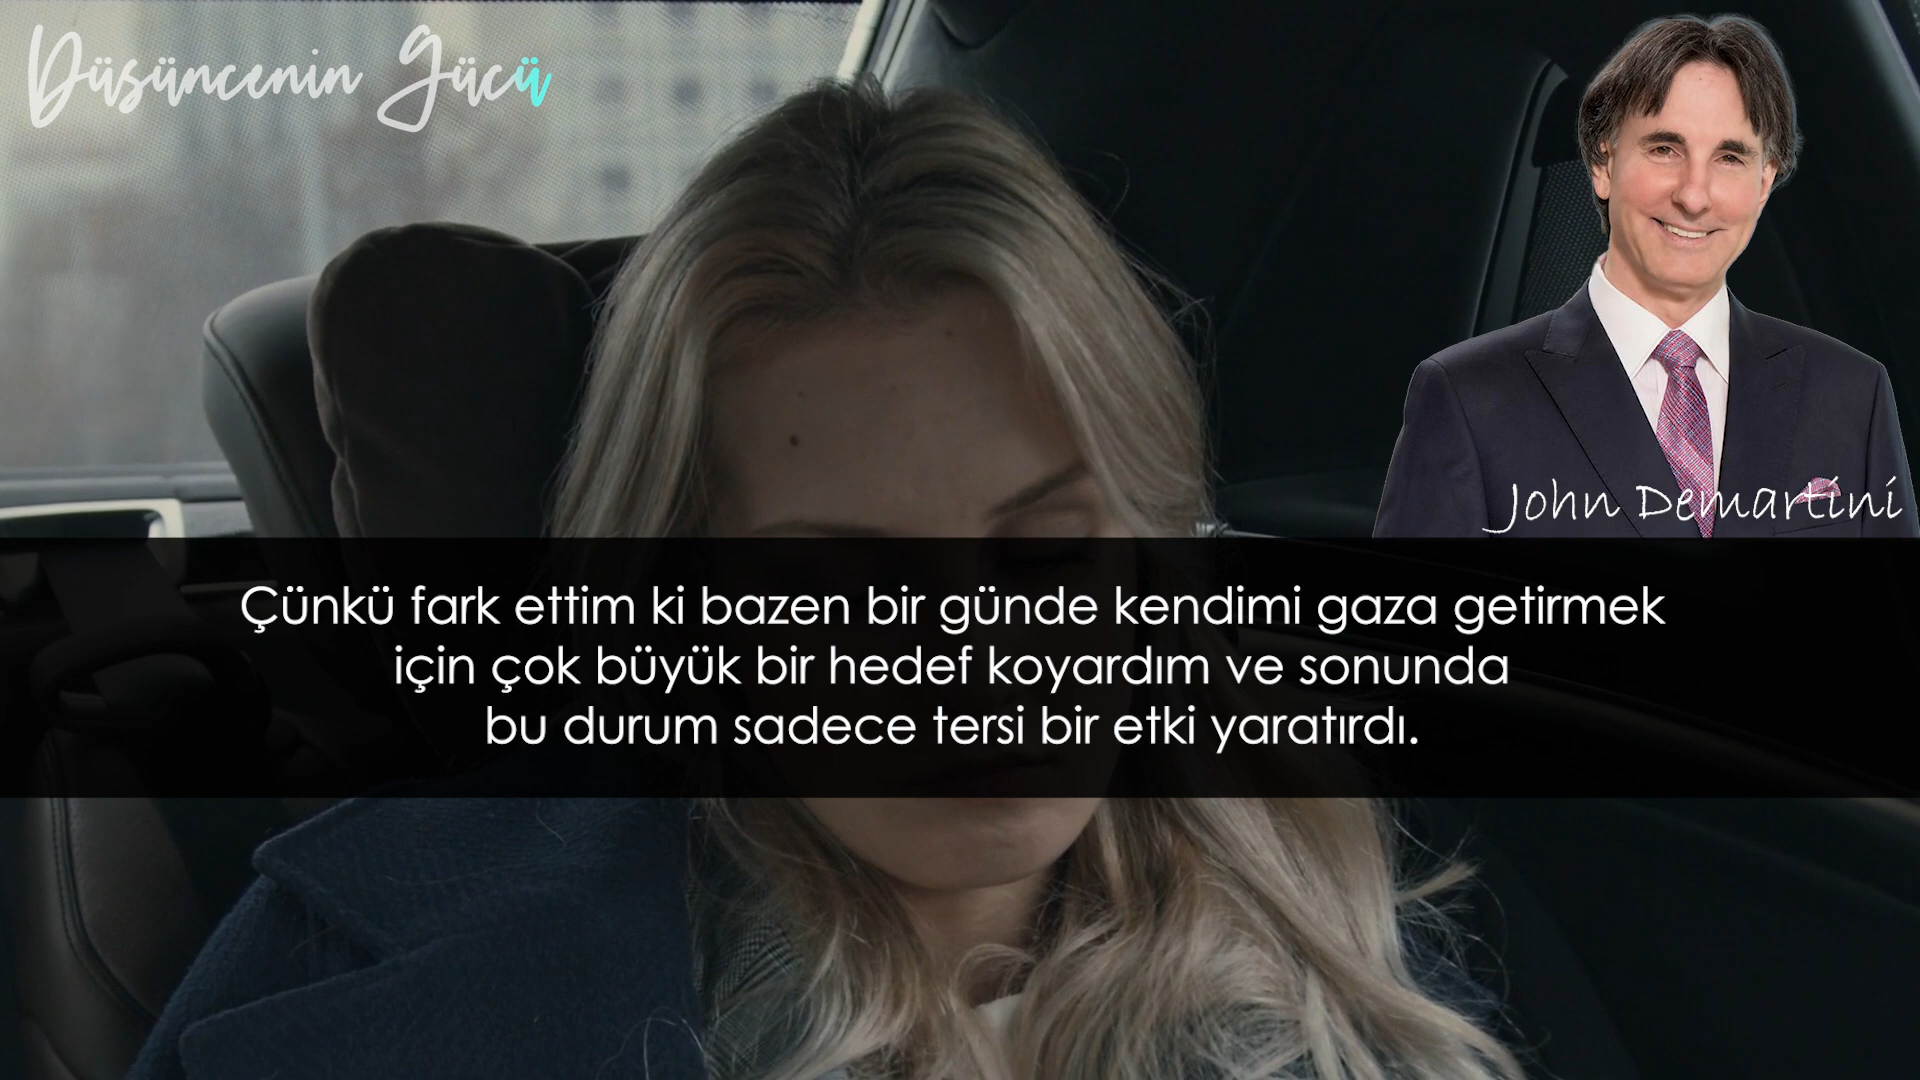 Düsüncenin Gücü
John Demartini
Çünkü fark ettim ki bazen bir günde kendimi gaza getirmek
için çok büyük bir hedef koyardım ve sonunda
bu durum sadece tersi bir etki yaratırdı.